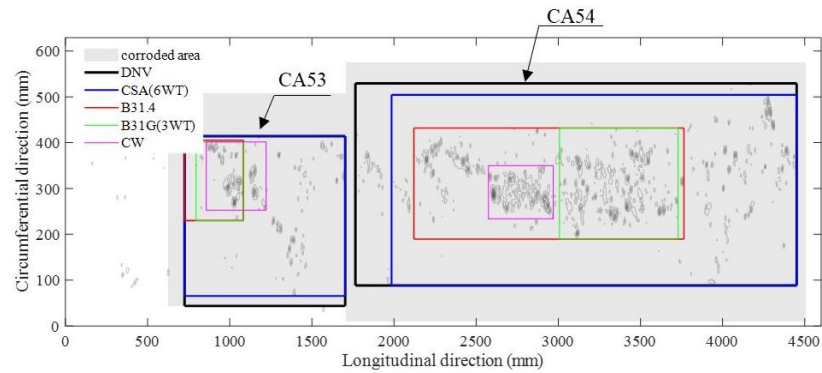 CA54
600
corroded area
DNV
CA53
500
CSA(6WT)
B31.4
400
B31G(3WT)
CW
300
200
100
0
Circumferential direction (mm)
0 500 1000 1500 2000 2500 3000 3500 4000 4500
Longitudinal direction (mm)